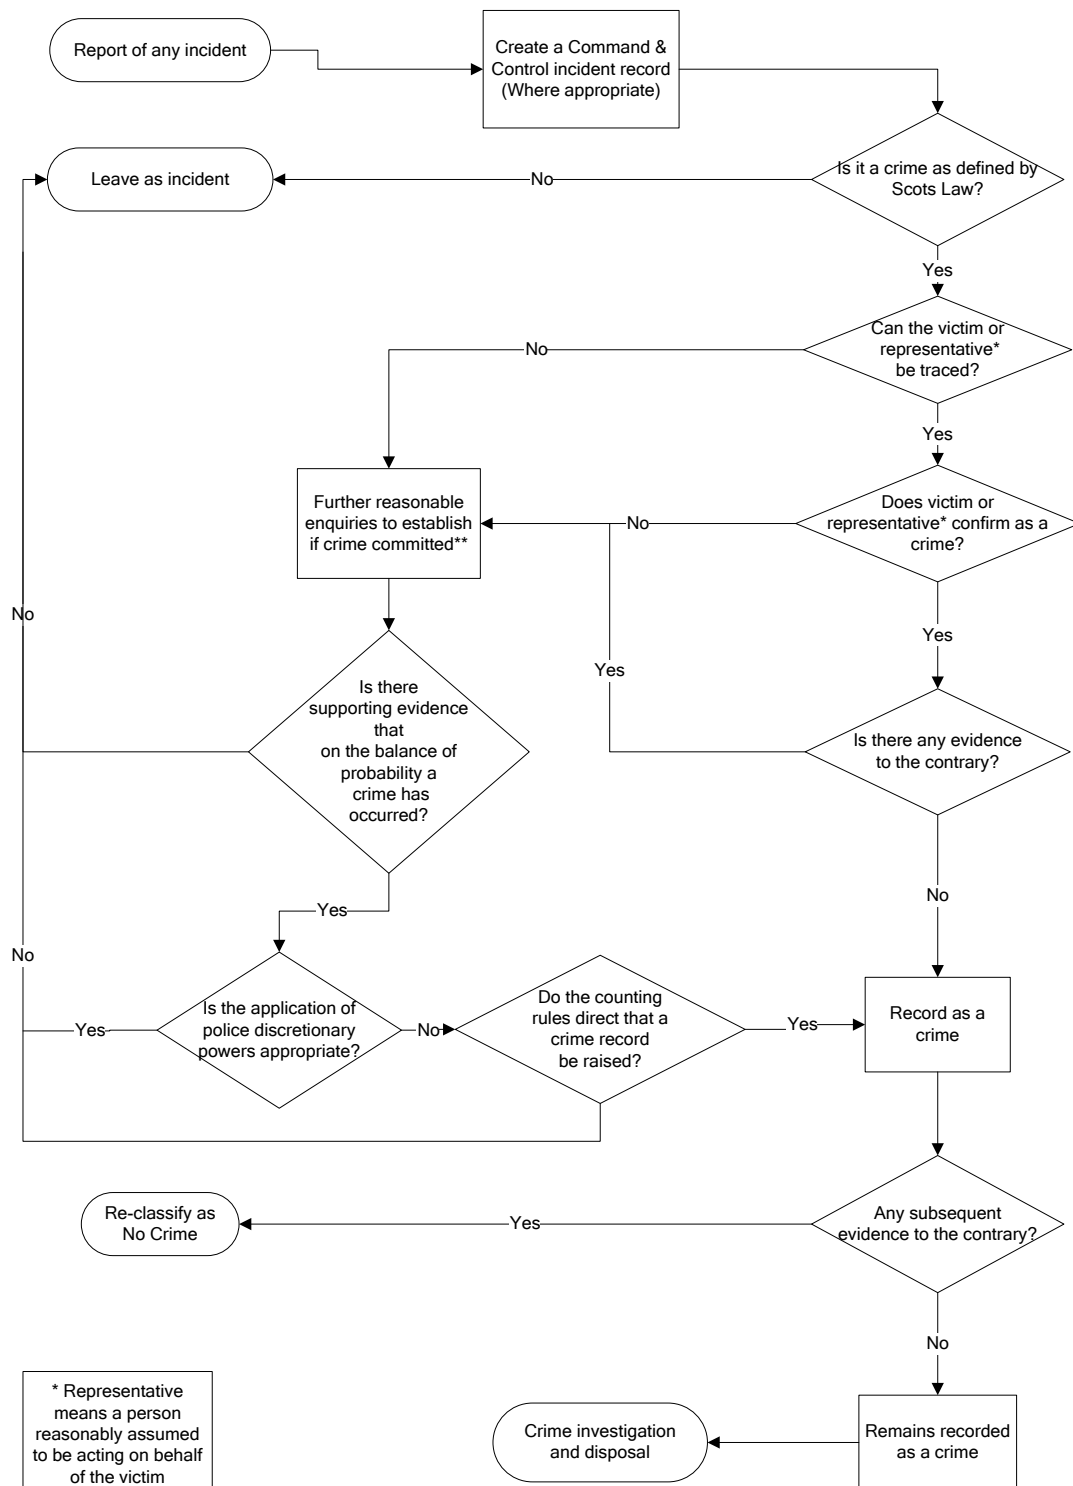 Report of any incident
Create a Command &
Control incident record
(Where appropriate)
Leave as incident
No
Is it a crime as defined by
Scots Law?
Yes
Can the victim or
representative*
be traced?
No
Yes
Further reasonable
enquiries to establish
if crime committed**
No
Does victim or
representative* confirm as a
crime?
No
Yes
Yes
Is there
supporting evidence
that
on the balance of
probability a
crime has
occurred?
Is there any evidence
to the contrary?
Yes
No
No
Yes
Is the application of
police discretionary
powers appropriate?
No
Do the counting
rules direct that a
crime record
be raised?
Yes
Record as a
crime
Re-classify as
No Crime
Yes
Any subsequent
evidence to the contrary?
No
* Representative
means a person
reasonably assumed
to be acting on behalf
of the victim
Crime investigation
and disposal
Remains recorded
as a crime